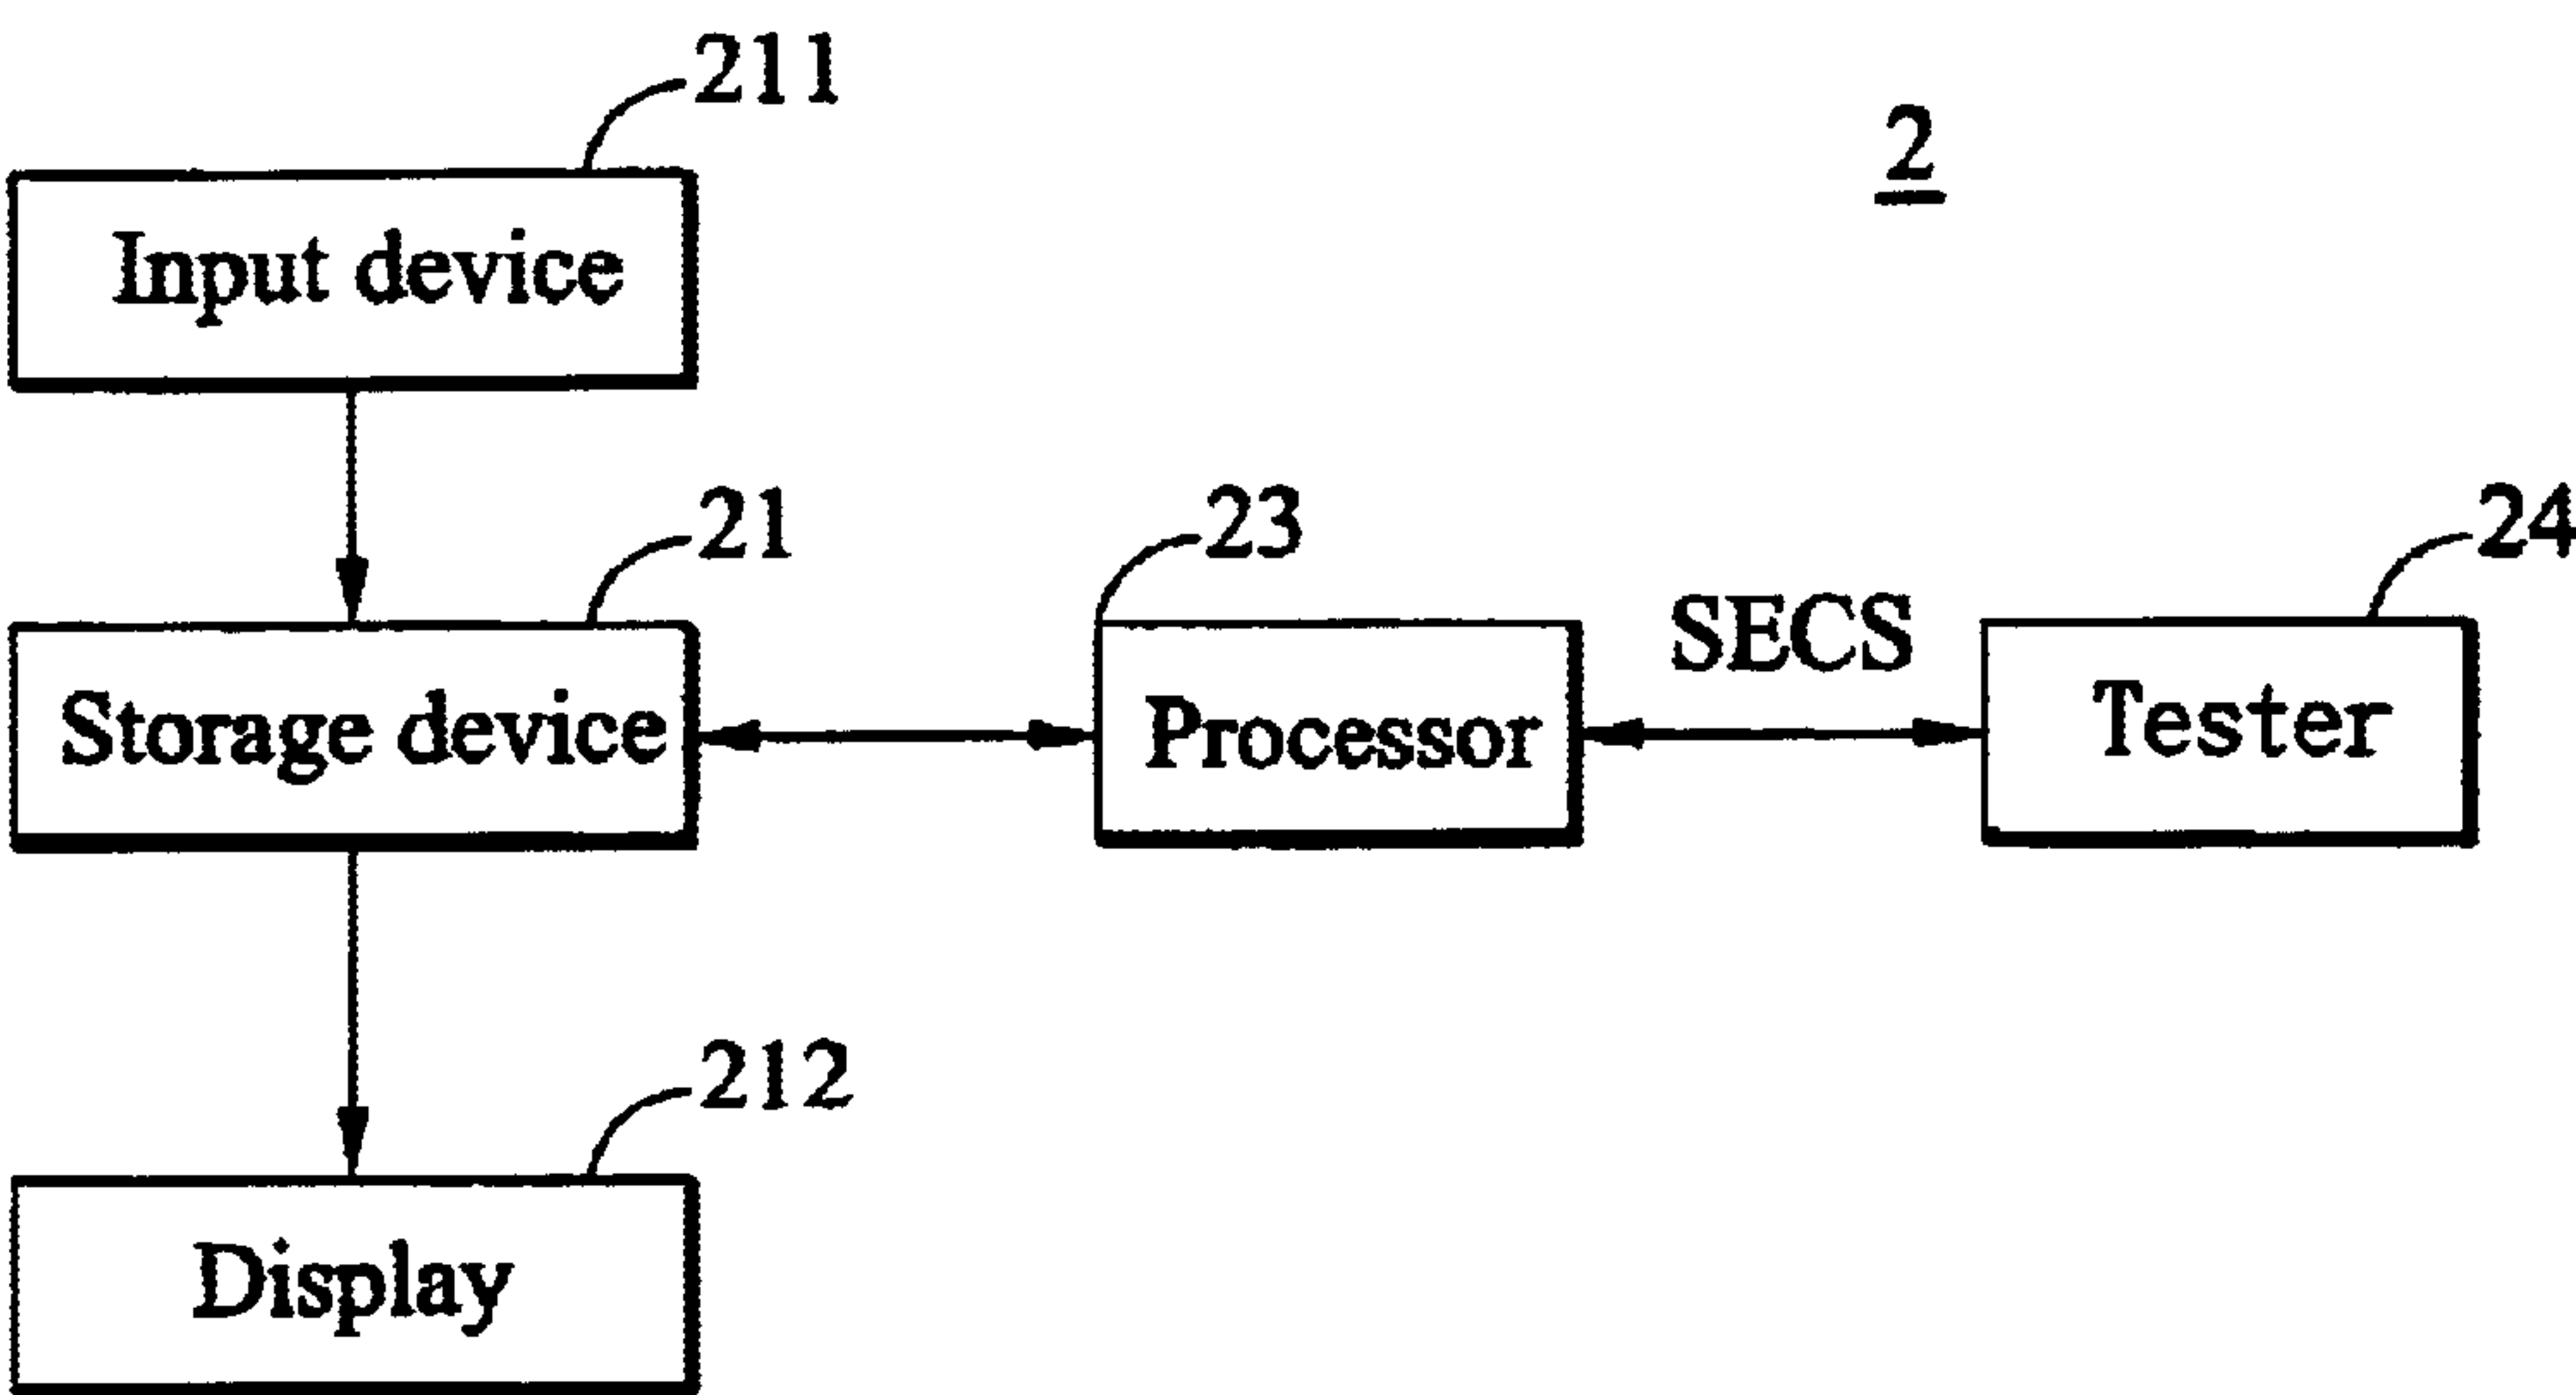 211
2
Input device
21
23
24
SECS
Storage device
Processor
Tester
212
Display